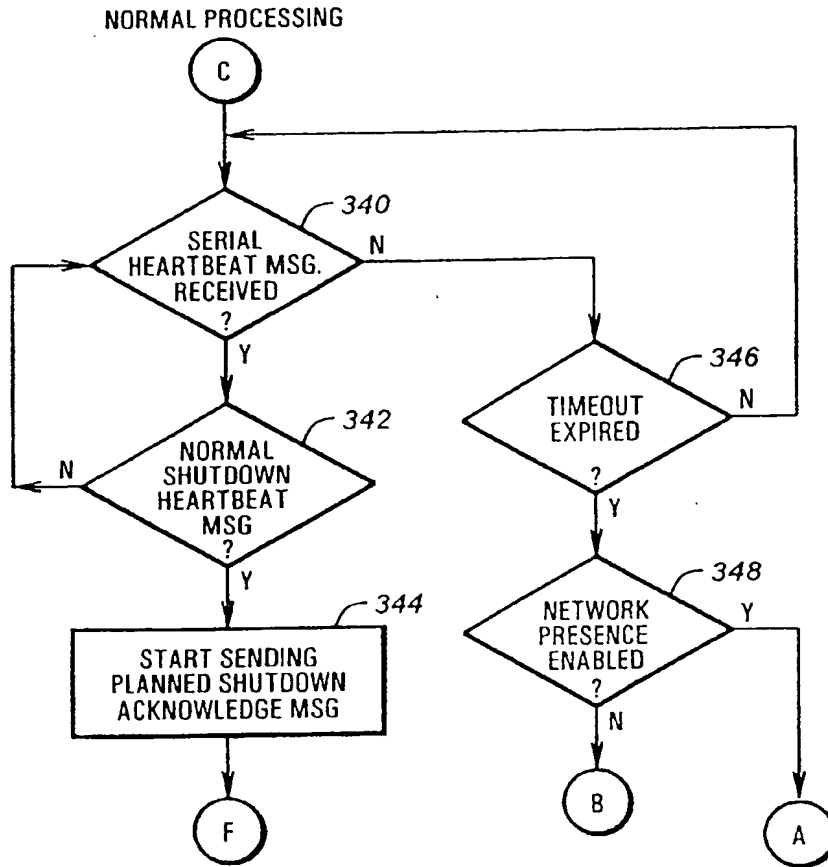 NORMAL PROCESSING
C
340
SERIAL
HEARTBEAT MSG.
RECEIVED
?
N
Y
346
TIMEOUT
EXPIRED
?
N
Y
342
NORMAL
SHUTDOWN
HEARTBEAT
MSG
?
N
Y
348
NETWORK
PRESENCE
ENABLED
?
Y
N
344
START SENDING
PLANNED SHUTDOWN
ACKNOWLEDGE MSG
F
B
A